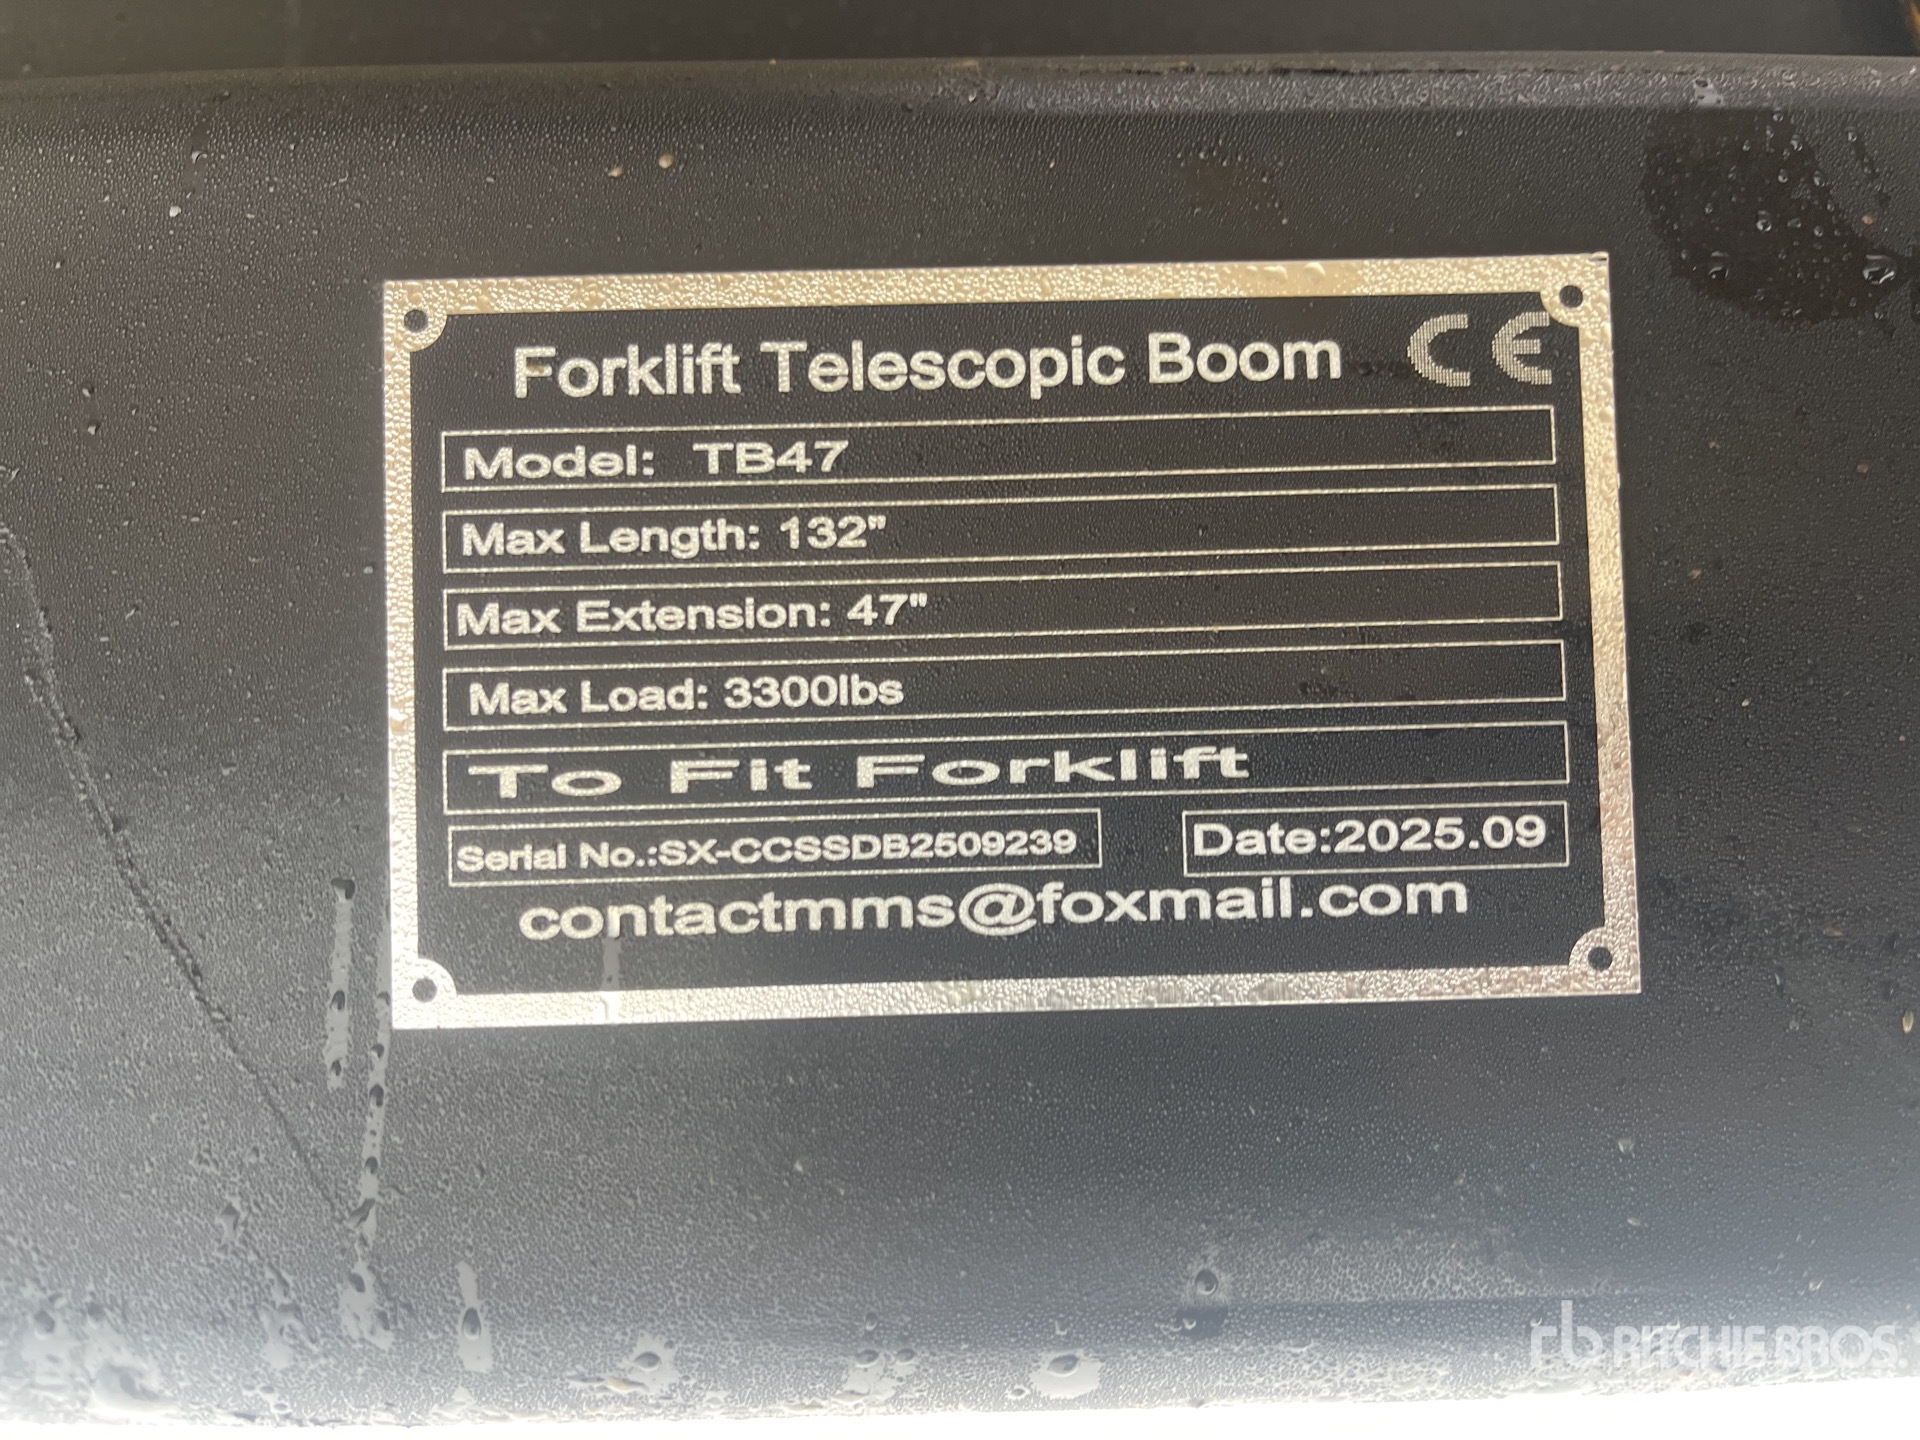 Forklift Telescopic Boom CE
Model: TB47
Max Length: 132"
Max Extension: 47"
Max Load: 3300lbs
To Fit Forklift
Serial No.:SX-CCSSDB2509239 Date:2025.09
contactmms@foxmail.com
rb RITCHIE BROS.